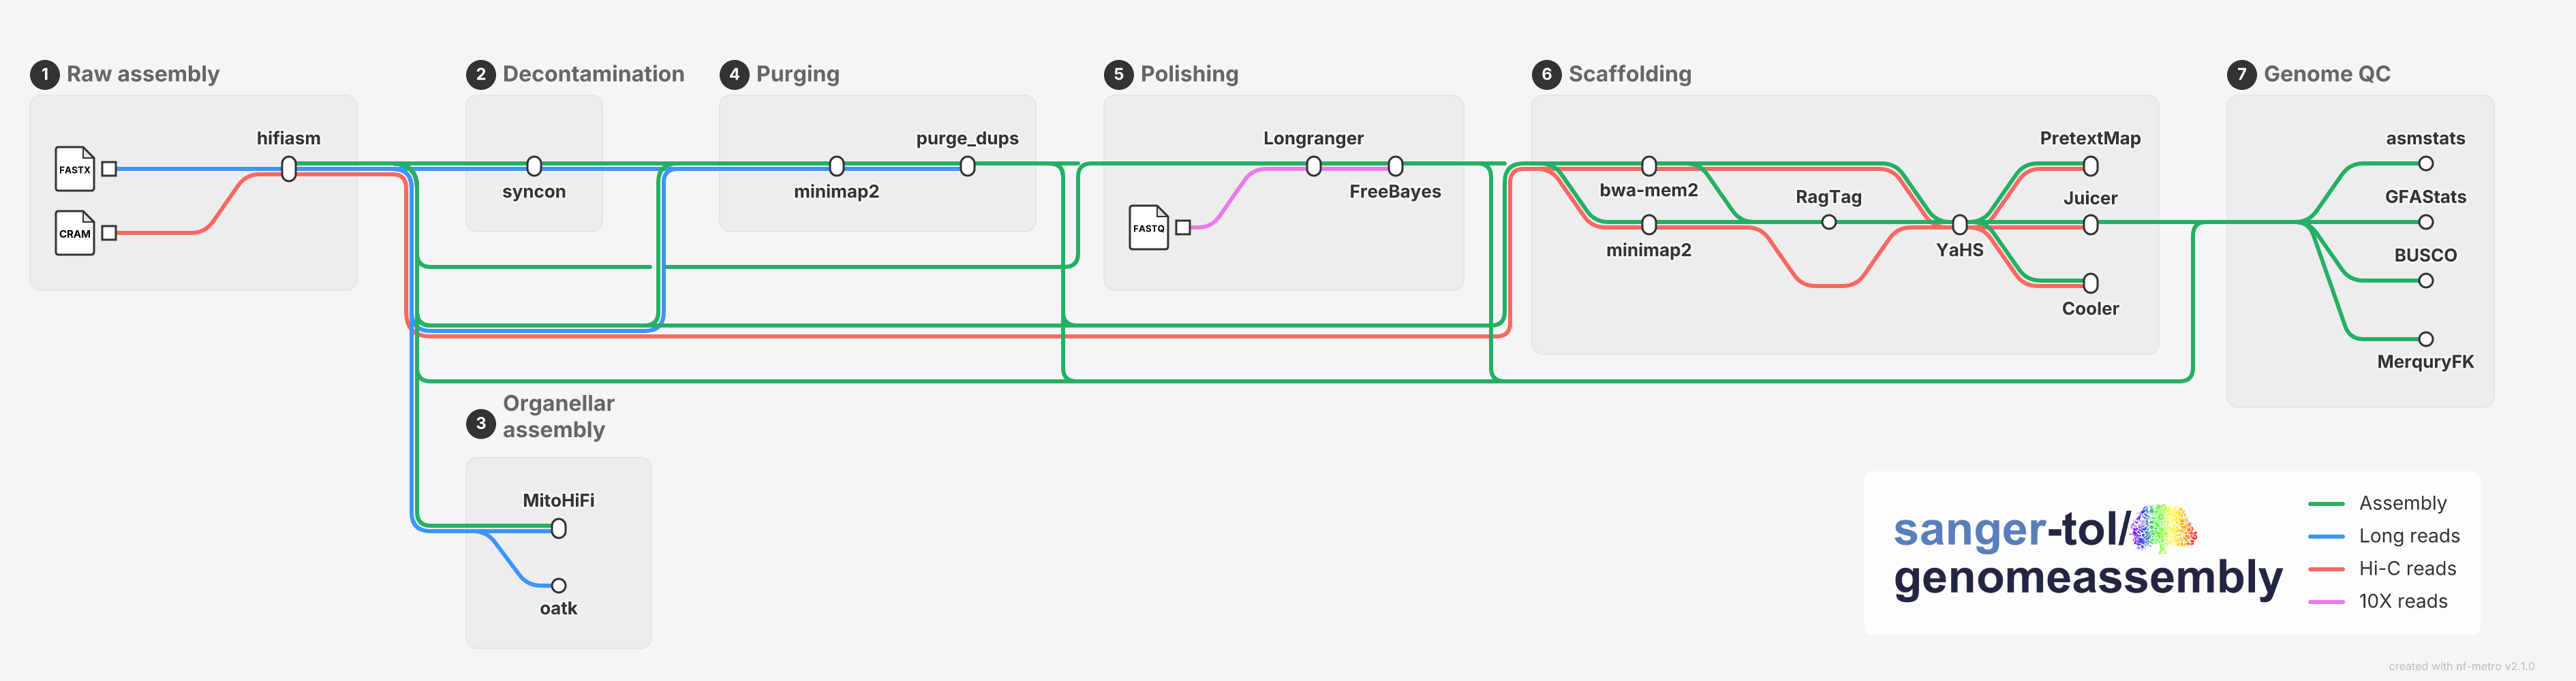 1 Raw assembly
FASTX
CRAM
hifiasm
2 Decontamination
syncon
4 Purging
minimap2
purge_dups
5 Polishing
FASTQ
Longranger
FreeBayes
6 Scaffolding
bwa-mem2
minimap2
RagTag
YaHS
PretextMap
Juicer
Cooler
7 Genome QC
asmstats
GFAStats
BUSCO
MerquryFK
3 Organellar
assembly
MitoHiFi
oatk
sanger-tol/
genomeassembly
Assembly
Long reads
Hi-C reads
10X reads
created with nf-metro v2.1.0